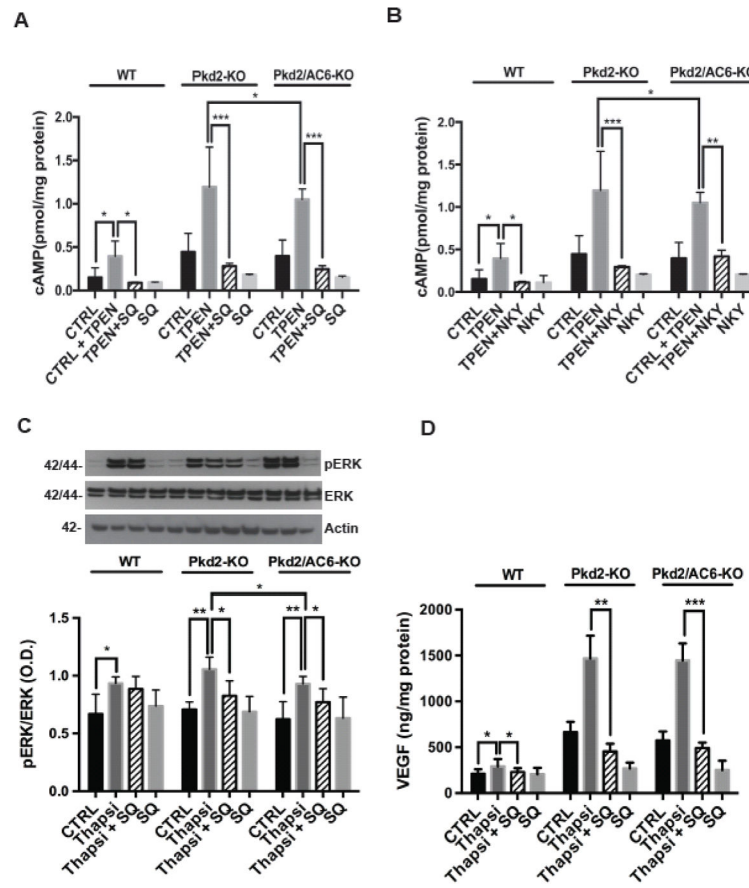 A
WT Pkd2-KO Pkd2/AC6-KO
*
*** ***
* *
cAMP(pmol/mg protein)
2.0
1.5
1.0
0.5
0.0
CTRL CTRL + TPEN TPEN+SQ SQ CTRL TPEN TPEN+SQ SQ CTRL TPEN TPEN+SQ SQ
B
WT Pkd2-KO Pkd2/AC6-KO
*
*** **
* *
cAMP(pmol/mg protein)
2.0
1.5
1.0
0.5
0.0
CTRL TPEN TPEN+NKY NKY CTRL TPEN TPEN+NKY NKY CTRL CTRL + TPEN TPEN+NKY NKY
C
42/44- pERK
42/44- ERK
42- Actin
WT Pkd2-KO Pkd2/AC6-KO
*
** * ** *
*
pERK/ERK (O.D.)
1.5
1.0
0.5
0.0
CTRL Thapsi Thapsi + SQ SQ CTRL Thapsi Thapsi + SQ SQ CTRL Thapsi Thapsi + SQ SQ
D
WT Pkd2-KO Pkd2/AC6-KO
** ***
* *
VEGF (ng/mg protein)
2000
1500
1000
500
0
CTRL Thapsi Thapsi + SQ SQ CTRL Thapsi Thapsi + SQ SQ CTRL Thapsi Thapsi + SQ SQ